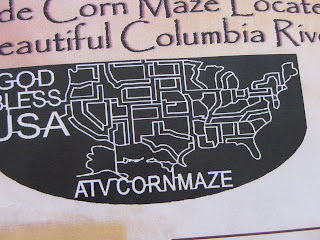 de Corn Maze Locate
eautiful Columbia Rive
GOD
BLESS
USA
ATV CORNMAZE